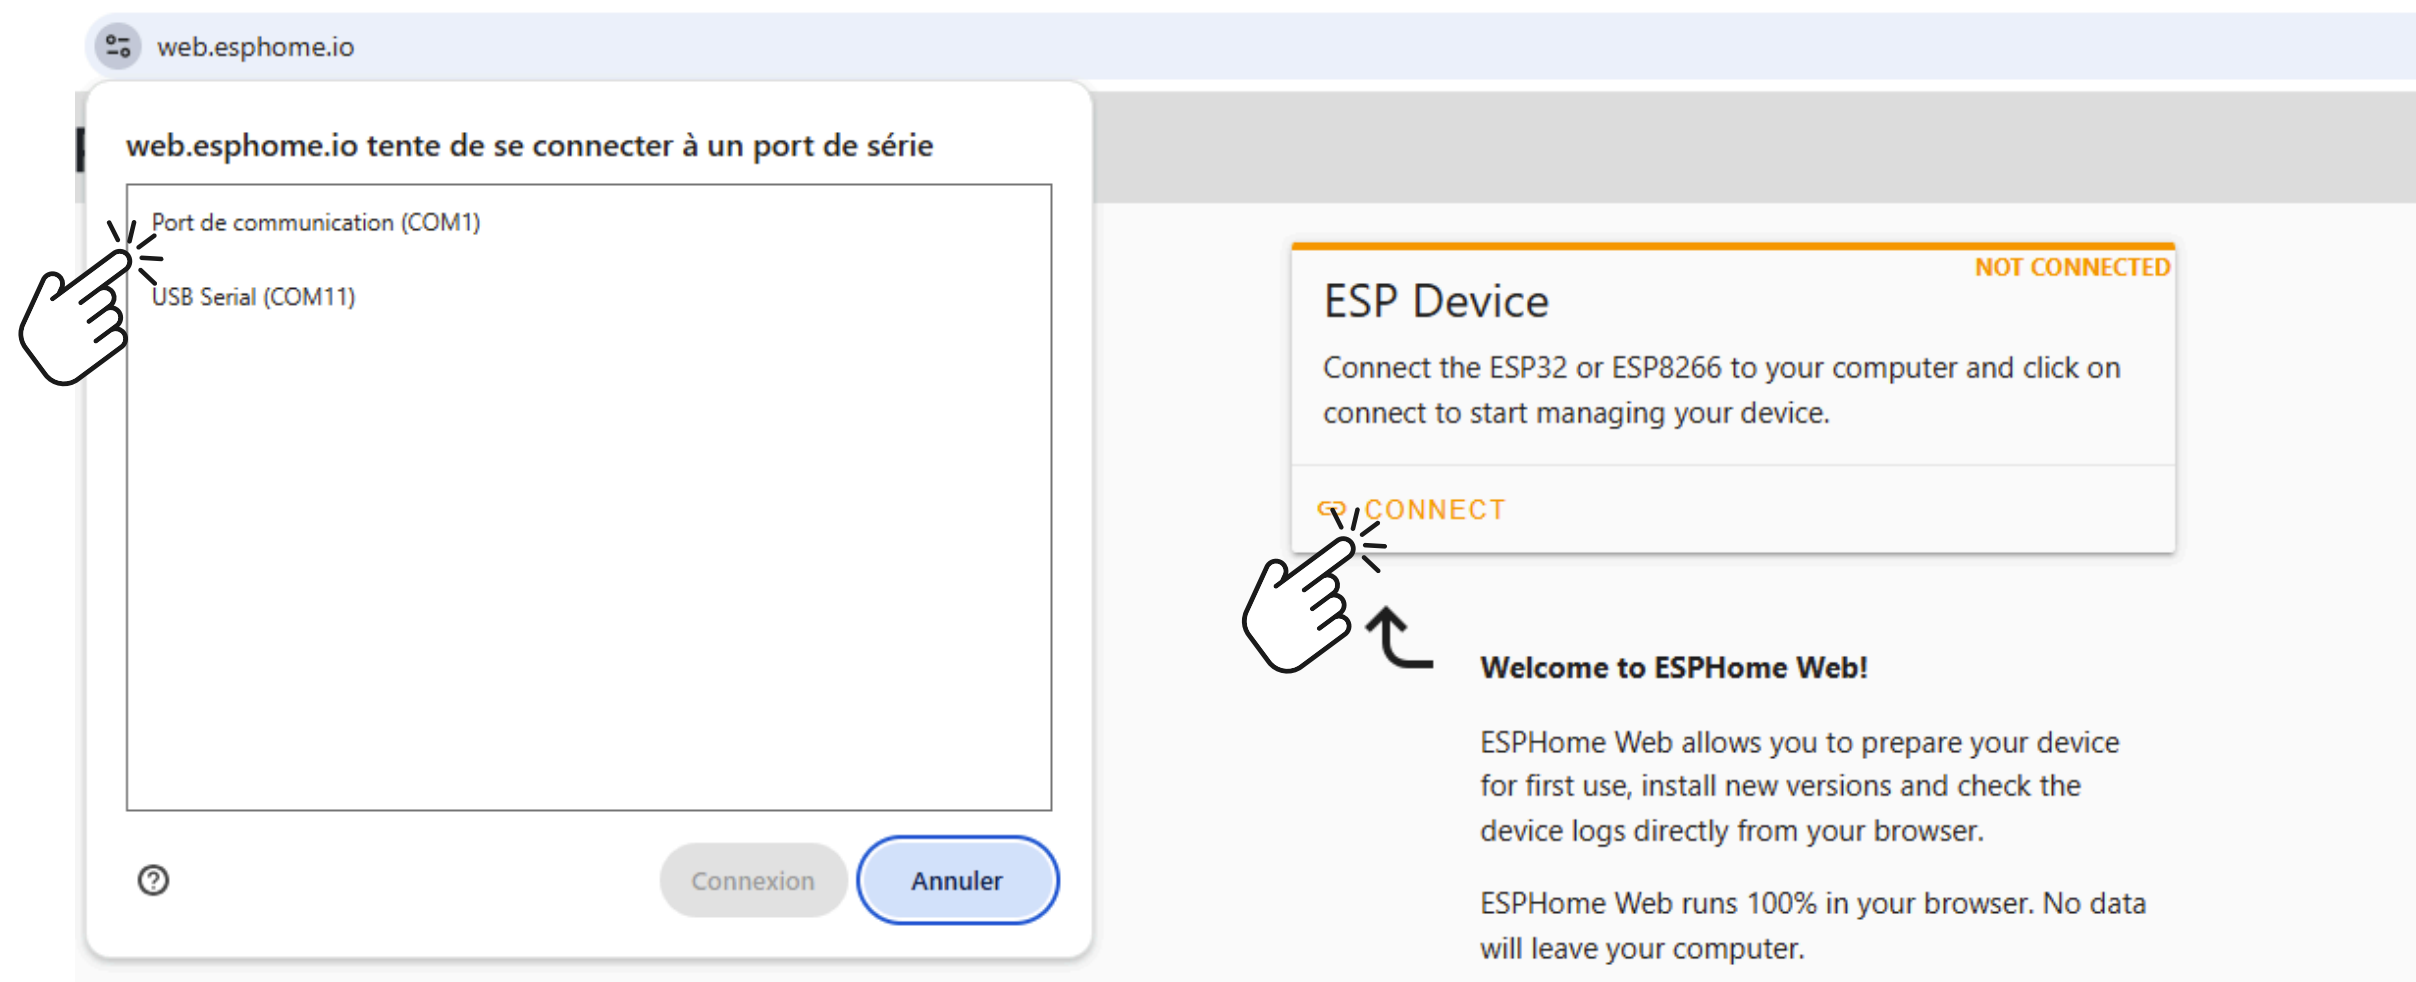 web.esphome.io
web.esphome.io tente de se connecter à un port de série
Port de communication (COM1)
USB Serial (COM11)
Connexion
Annuler
NOT CONNECTED
ESP Device
Connect the ESP32 or ESP8266 to your computer and click on
connect to start managing your device.
CONNECT
Welcome to ESPHome Web!
ESPHome Web allows you to prepare your device
for first use, install new versions and check the
device logs directly from your browser.
ESPHome Web runs 100% in your browser. No data
will leave your computer.